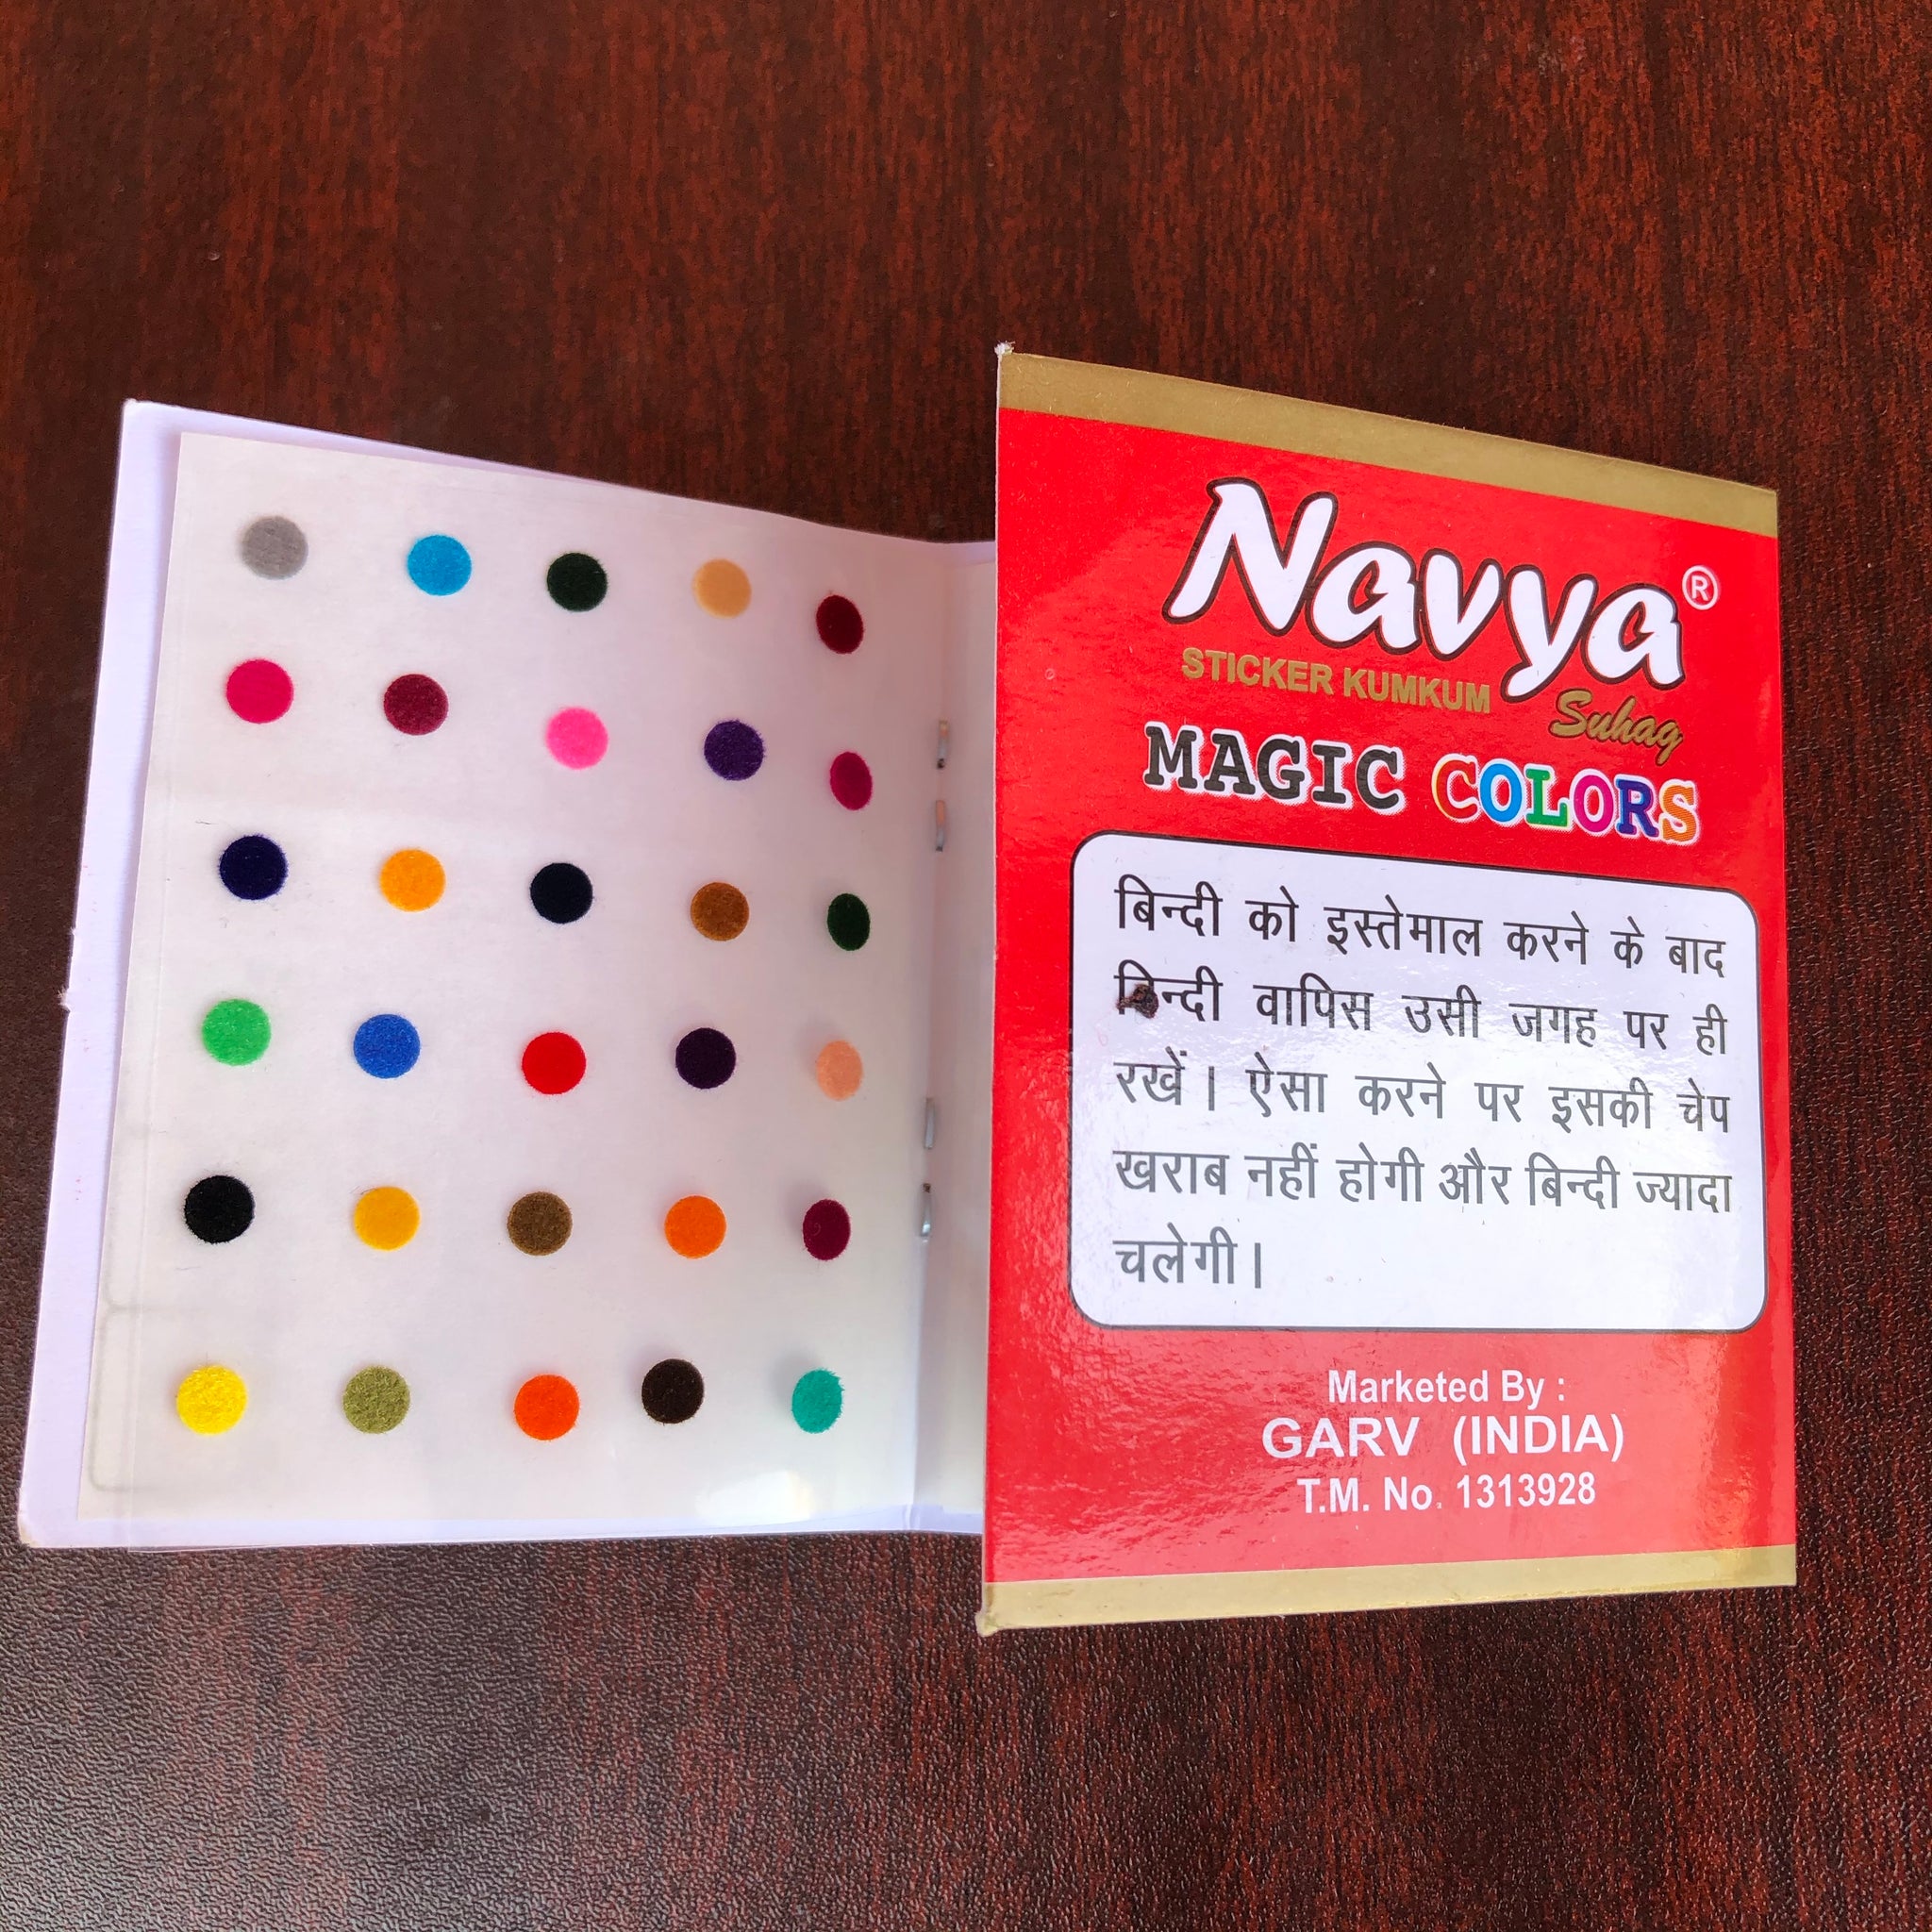 Navya®
STICKER KUMKUM
Suhag
MAGIC COLORS
बिन्दी को इस्तेमाल करने के बाद
बिन्दी वापिस उसी जगह पर ही
रखें। ऐसा करने पर इसकी चेप
खराब नहीं होगी और बिन्दी ज्यादा
चलेगी।
Marketed By :
GARV (INDIA)
T.M. No. 1313928